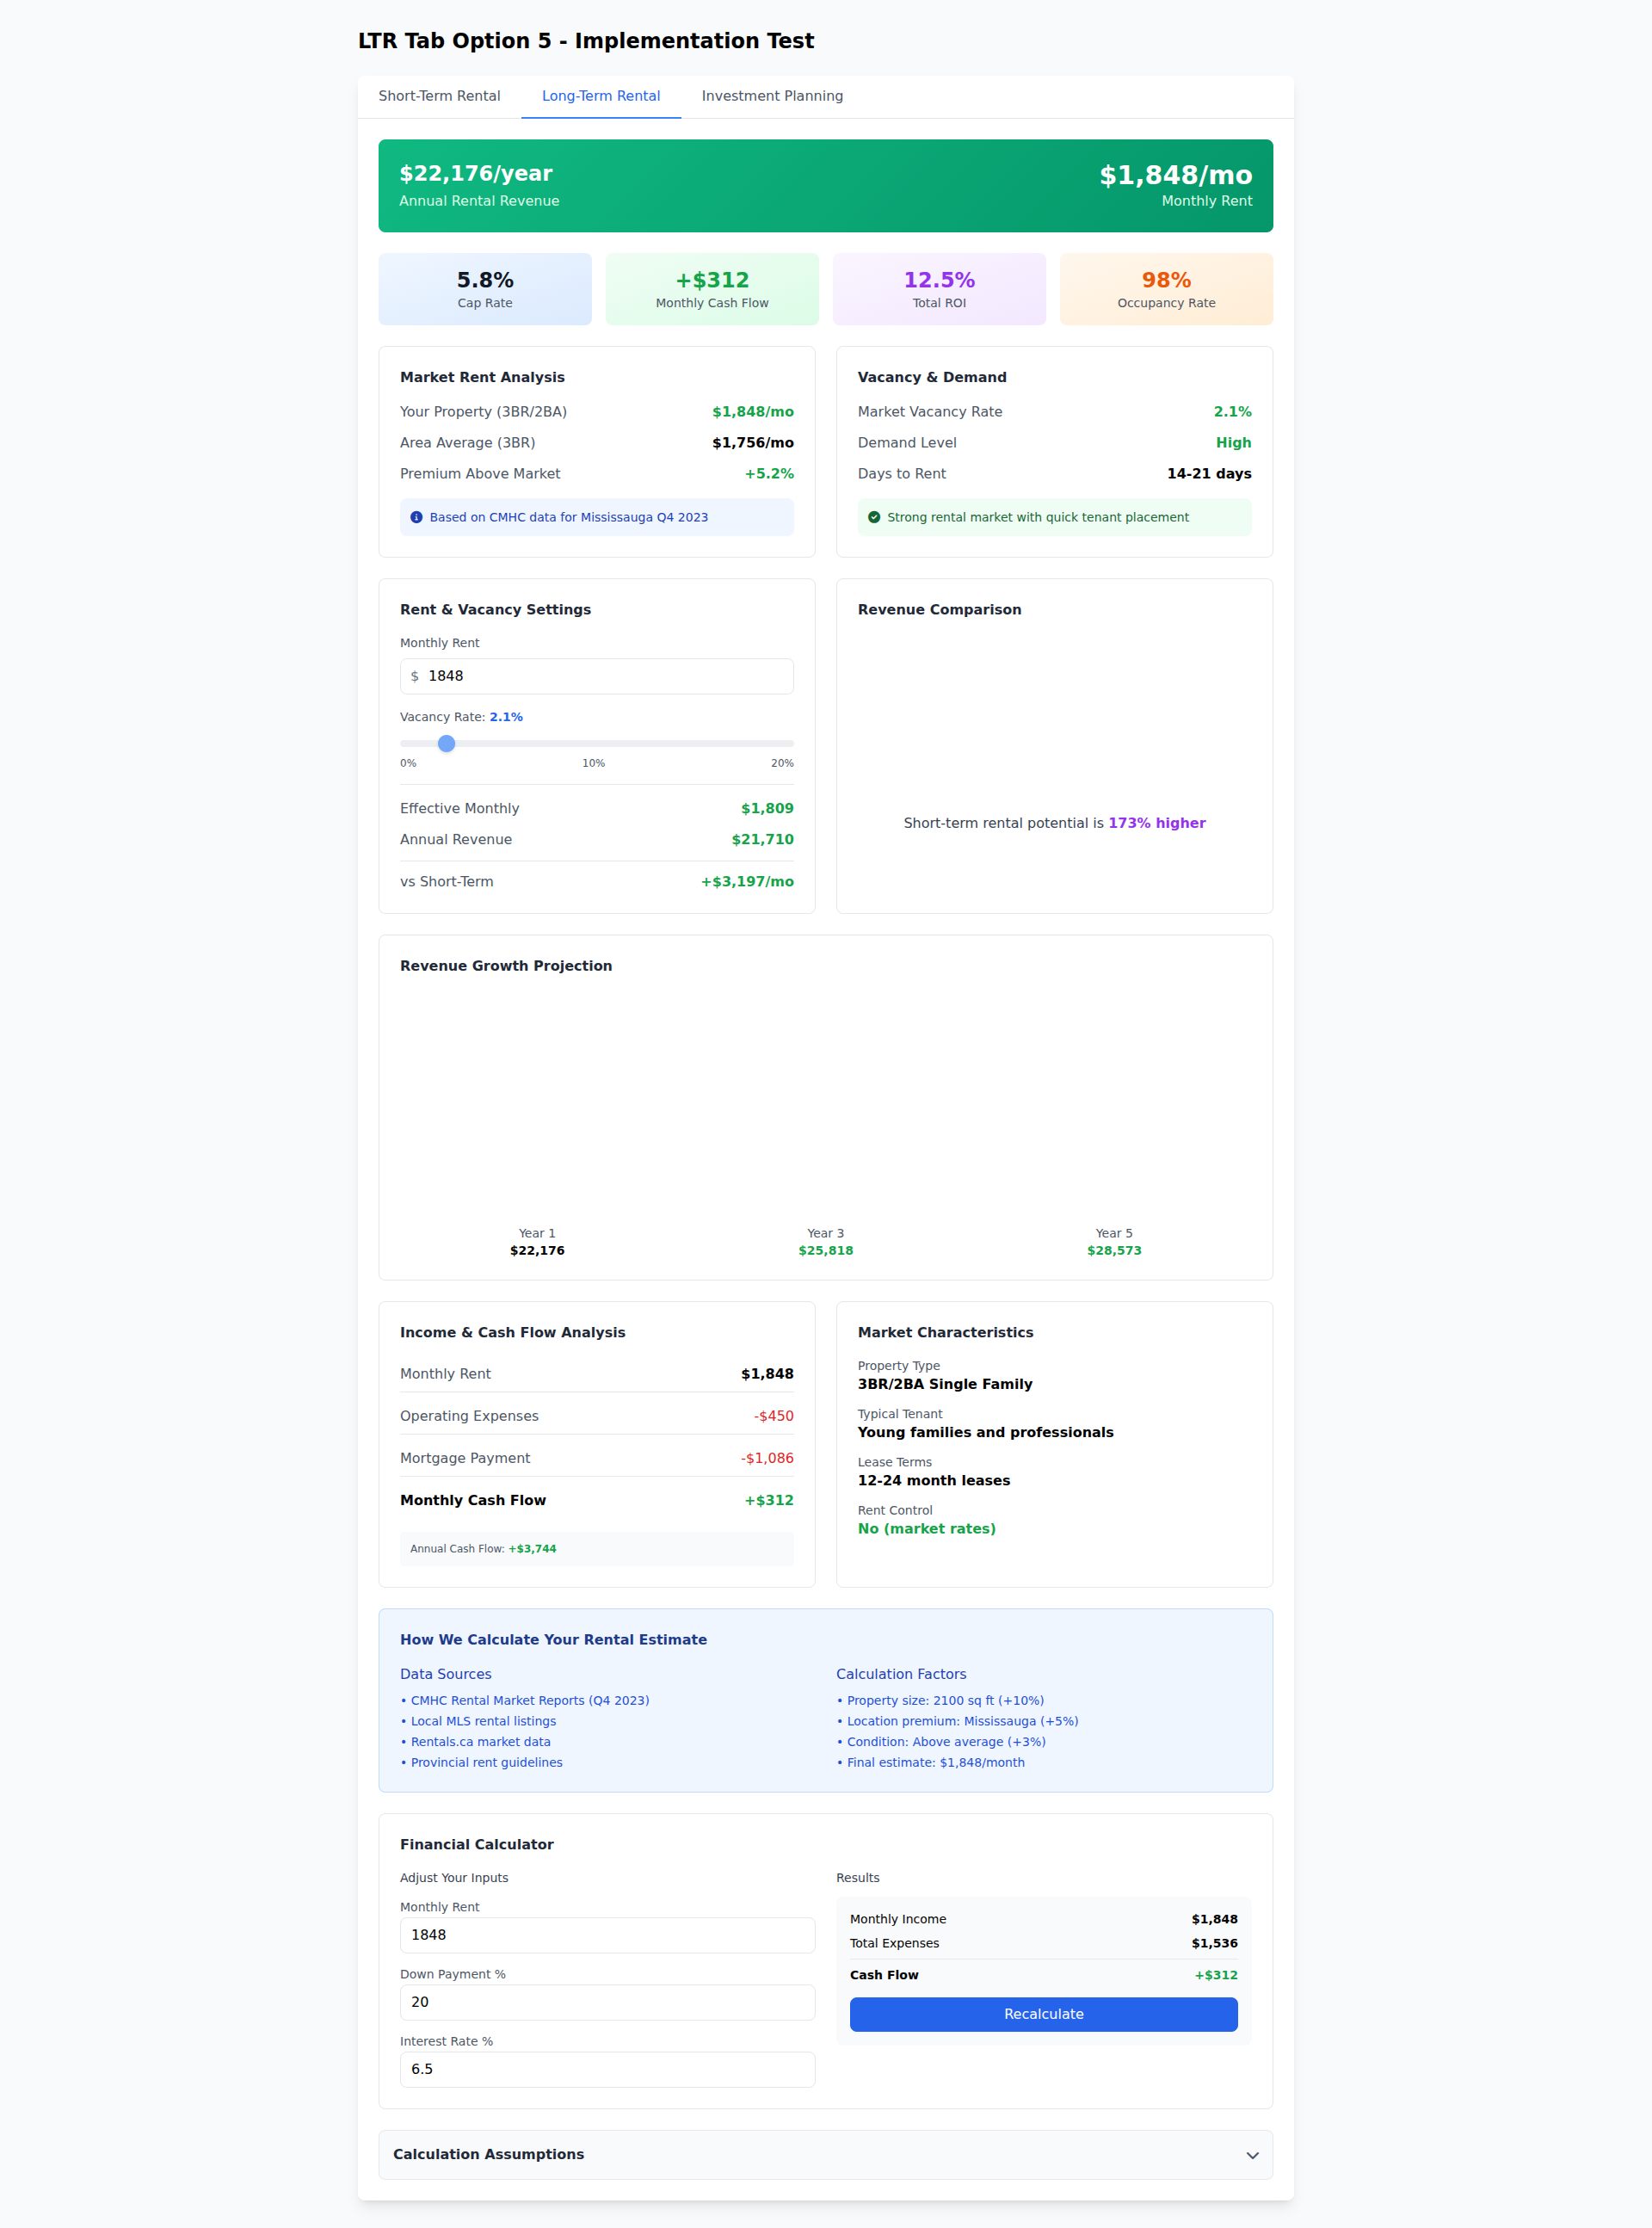 LTR Tab Option 5 - Implementation Test
Short-Term Rental
Long-Term Rental
Investment Planning
$22,176/year
Annual Rental Revenue
$1,848/mo
Monthly Rent
5.8%
Cap Rate
+$312
Monthly Cash Flow
12.5%
Total ROI
98%
Occupancy Rate
Market Rent Analysis
Your Property (3BR/2BA) $1,848/mo
Area Average (3BR) $1,756/mo
Premium Above Market +5.2%
Based on CMHC data for Mississauga Q4 2023
Vacancy & Demand
Market Vacancy Rate 2.1%
Demand Level High
Days to Rent 14-21 days
Strong rental market with quick tenant placement
Rent & Vacancy Settings
Monthly Rent
$ 1848
Vacancy Rate: 2.1%
0% 10% 20%
Effective Monthly $1,809
Annual Revenue $21,710
vs Short-Term +$3,197/mo
Revenue Comparison
Short-term rental potential is 173% higher
Revenue Growth Projection
Year 1
$22,176
Year 3
$25,818
Year 5
$28,573
Income & Cash Flow Analysis
Monthly Rent $1,848
Operating Expenses -$450
Mortgage Payment -$1,086
Monthly Cash Flow +$312
Annual Cash Flow: +$3,744
Market Characteristics
Property Type
3BR/2BA Single Family
Typical Tenant
Young families and professionals
Lease Terms
12-24 month leases
Rent Control
No (market rates)
How We Calculate Your Rental Estimate
Data Sources
• CMHC Rental Market Reports (Q4 2023)
• Local MLS rental listings
• Rentals.ca market data
• Provincial rent guidelines
Calculation Factors
• Property size: 2100 sq ft (+10%)
• Location premium: Mississauga (+5%)
• Condition: Above average (+3%)
• Final estimate: $1,848/month
Financial Calculator
Adjust Your Inputs
Monthly Rent
1848
Down Payment %
20
Interest Rate %
6.5
Results
Monthly Income $1,848
Total Expenses $1,536
Cash Flow +$312
Recalculate
Calculation Assumptions